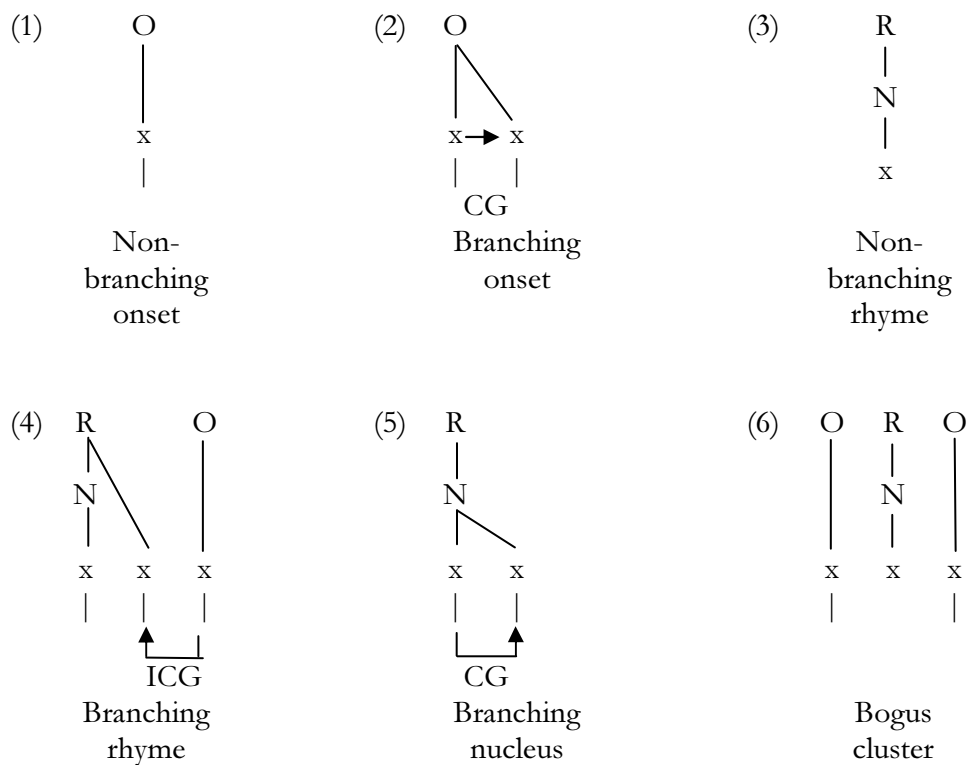 (1) O (2) O (3) R
N
x x x x
CG
Non-branching onset
Branching onset
Non-branching rhyme
(4) R O (5) R (6) O R O
N N N
x x x x x x x x
ICG CG
Branching rhyme
Branching nucleus
Bogus cluster